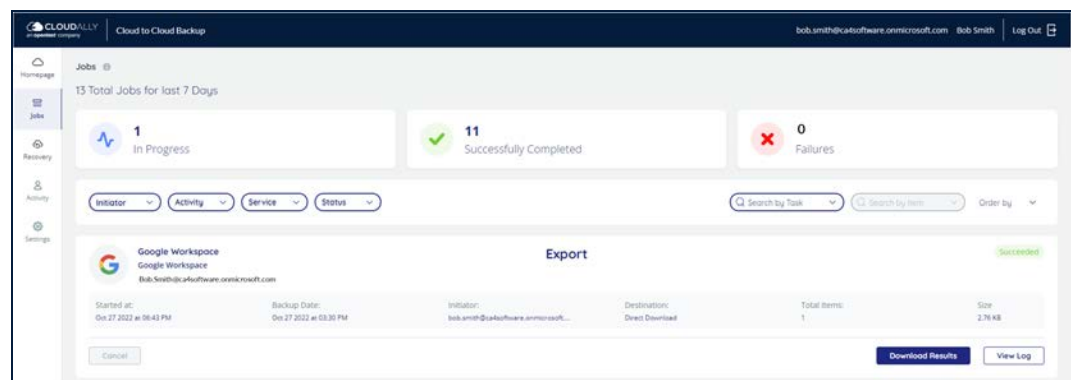 CLOUDALLY
an opentext company
Cloud to Cloud Backup
bob.smith@ca4software.onmicrosoft.com Bob Smith
Log Out
Homepage
Jobs
Recovery
Activity
Settings
Jobs
13 Total Jobs for last 7 Days
1
In Progress
11
Successfully Completed
0
Failures
Initiator
Activity
Service
Status
Search by Task
Search by Item
Order by
Google Workspace
Google Workspace
Bob.Smith@ca4software.onmicrosoft.com
Export
Succeeded
Started at: Backup Date: Initiator: Destination: Total Items: Size
Oct 27 2022 at 06:43 PM Oct 27 2022 at 03:30 PM bob.smith@ca4software.onmicrosoft... Direct Download 1 2.76 KB
Cancel
Download Results
View Log